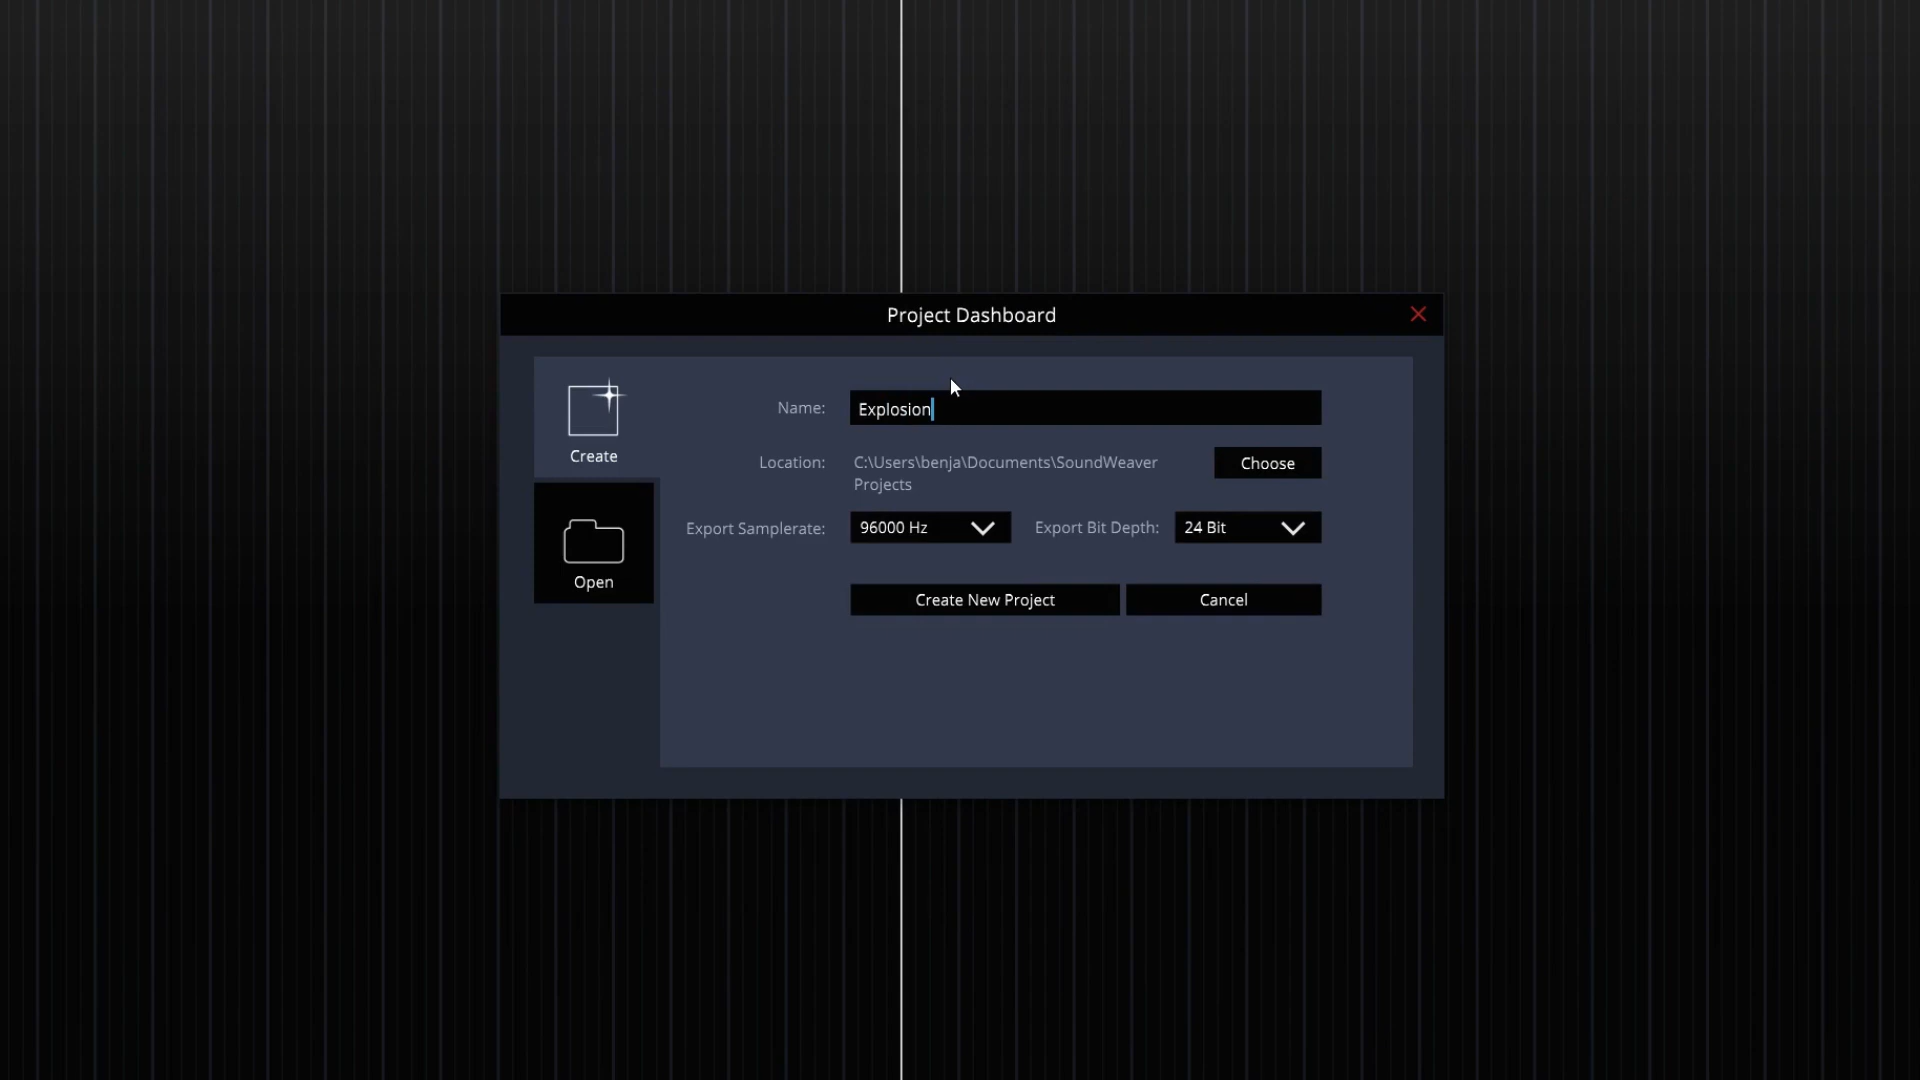 Project Dashboard
Create
Open
Name: Explosion
Location: C:\Users\benja\Documents\SoundWeaver
Projects
Choose
Export Samplerate: 96000 Hz Export Bit Depth: 24 Bit
Create New Project Cancel